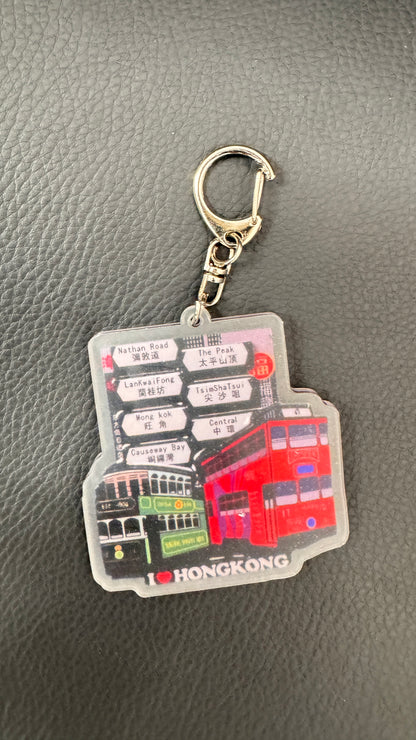 Nathan Road
彌敦道
The Peak
太平山頂
LanKwaiFong
蘭桂坊
TsimShaTsui
尖沙咀
Mong kok
旺角
Central
中環
Causeway Bay
銅鑼灣
I❤HONGKONG